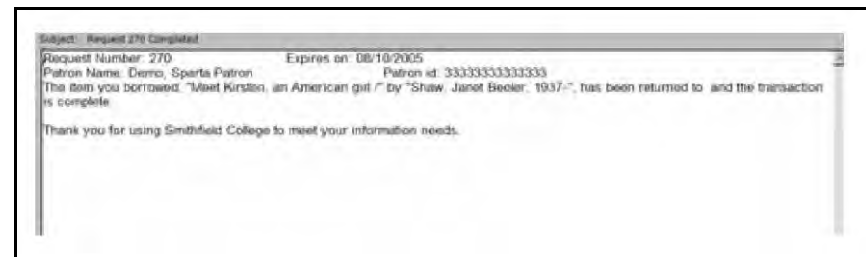 Subject: Request 270 Completed
Request Number: 270 Expires on: 08/10/2005
Patron Name: Demo, Sparta Patron Patron id: 33333333333333
The item you borrowed, "Meet Kirsten, an American girl /" by "Shaw, Janet Beeler, 1937-", has been returned to and the transaction
is complete.
Thank you for using Smithfield College to meet your information needs.